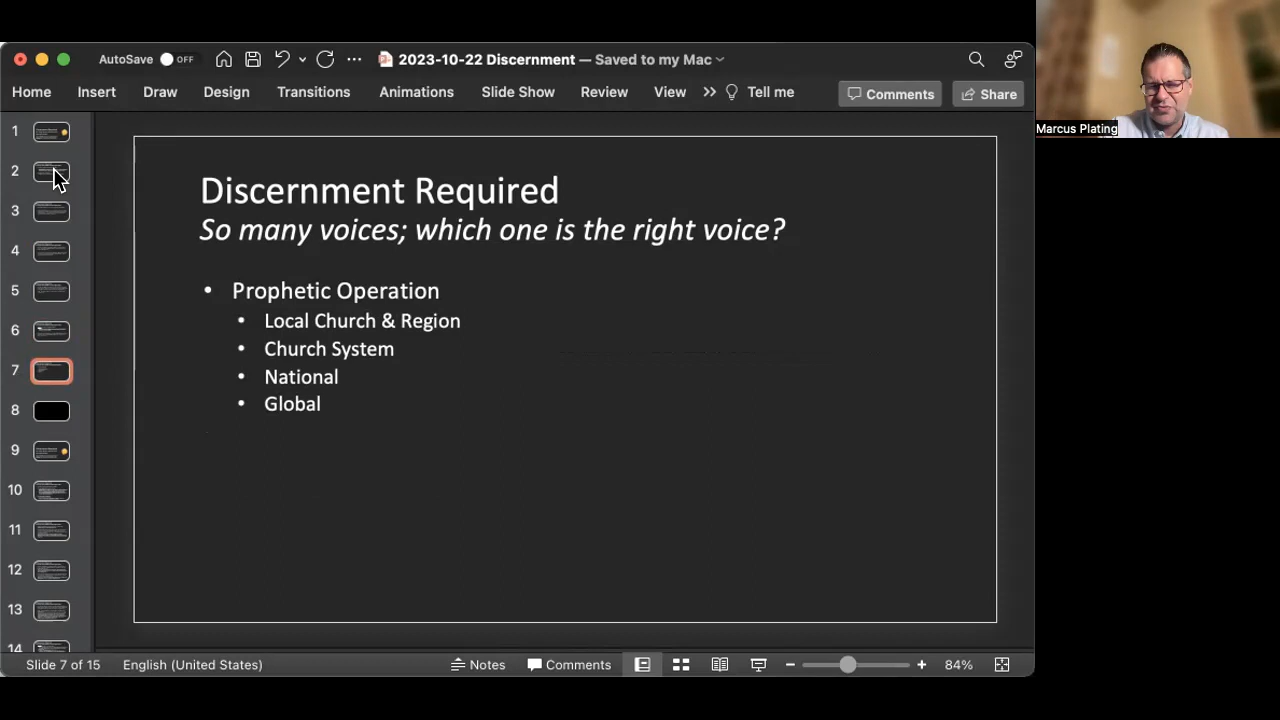 AutoSave OFF
2023-10-22 Discernment — Saved to my Mac
Home Insert Draw Design Transitions Animations Slide Show Review View Tell me Comments Share
Marcus Plating
1
2
3
4
5
6
7
8
9
10
11
12
13
14
Discernment Required
So many voices; which one is the right voice?
• Prophetic Operation
• Local Church & Region
• Church System
• National
• Global
Slide 7 of 15 English (United States) Notes Comments 84%